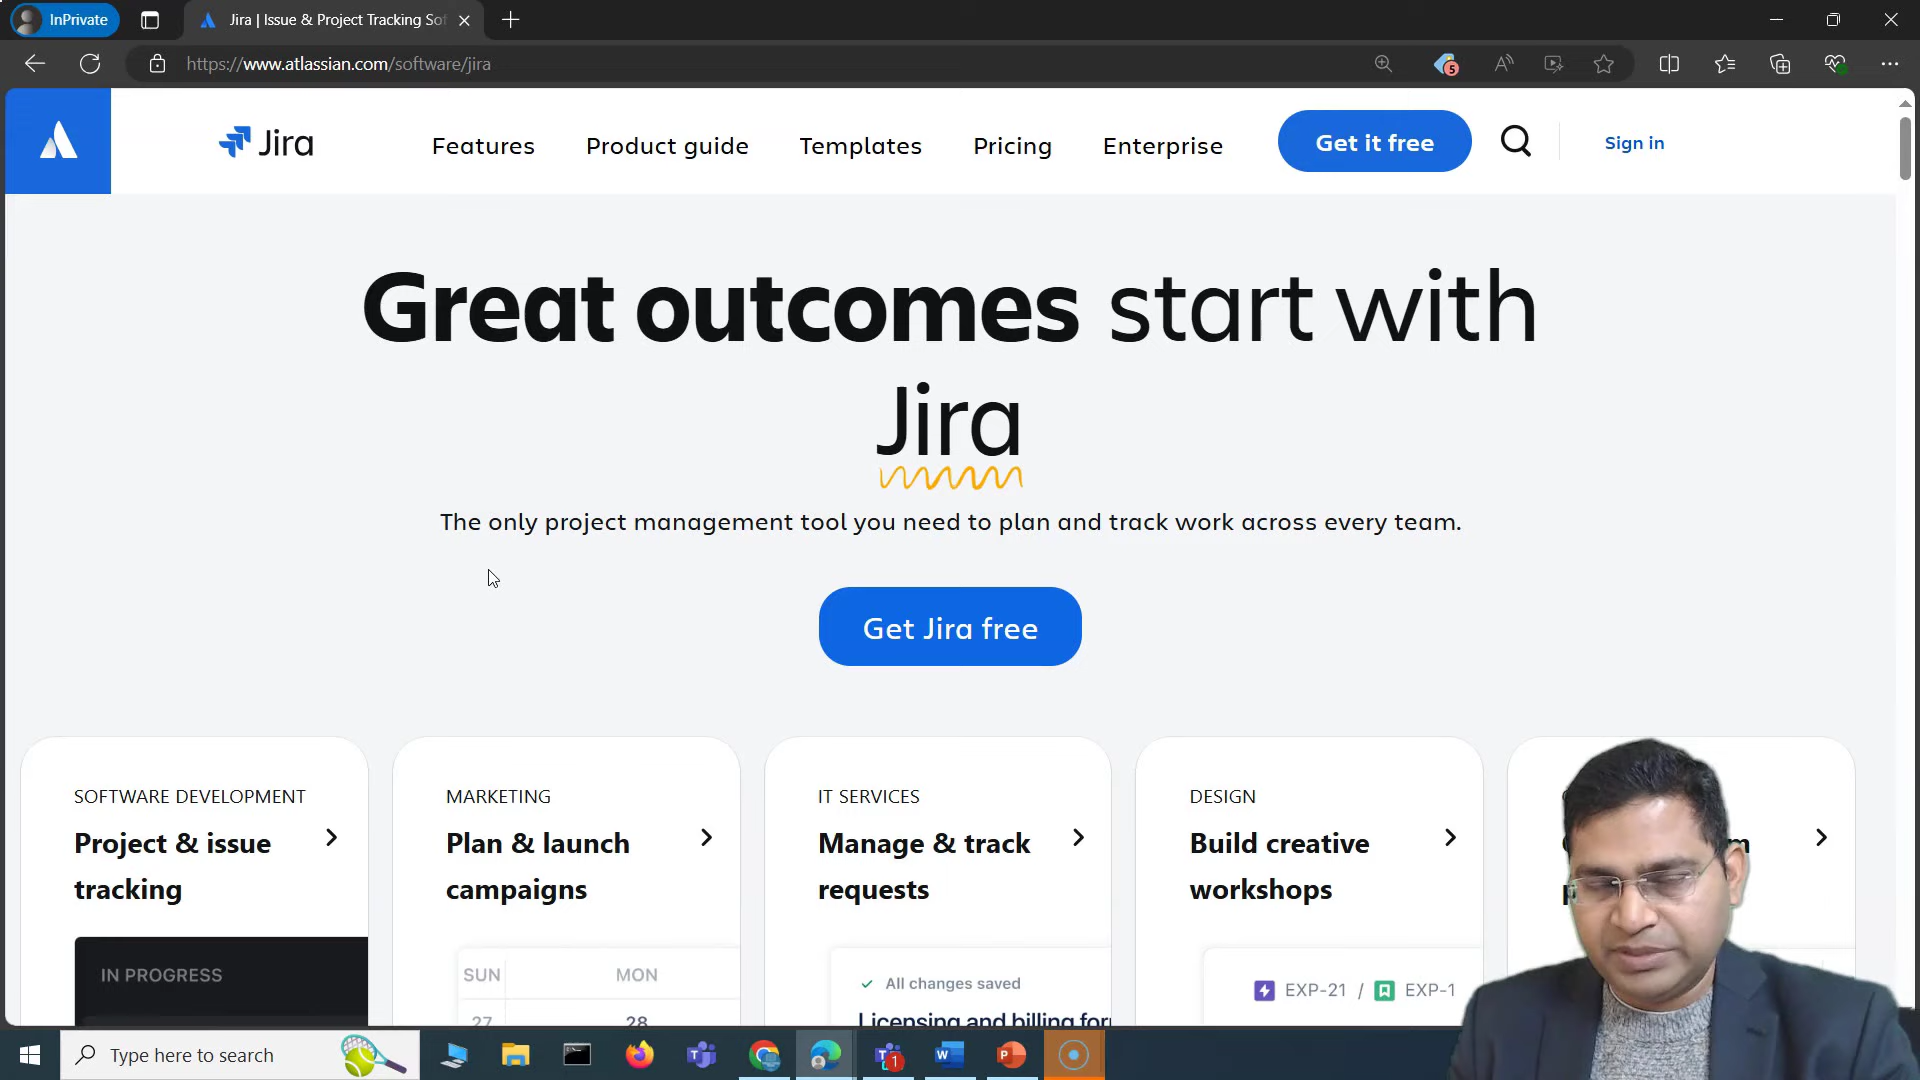 InPrivate
Jira | Issue & Project Tracking So
https://www.atlassian.com/software/jira
5
Jira
Features
Product guide
Templates
Pricing
Enterprise
Get it free
Sign in
Great outcomes start with
Jira
The only project management tool you need to plan and track work across every team.
Get Jira free
SOFTWARE DEVELOPMENT
Project & issue
tracking
IN PROGRESS
MARKETING
Plan & launch
campaigns
SUN MON
27 28
IT SERVICES
Manage & track
requests
All changes saved
Licensing and billing for
DESIGN
Build creative
workshops
EXP-21 / EXP-1
Type here to search
1